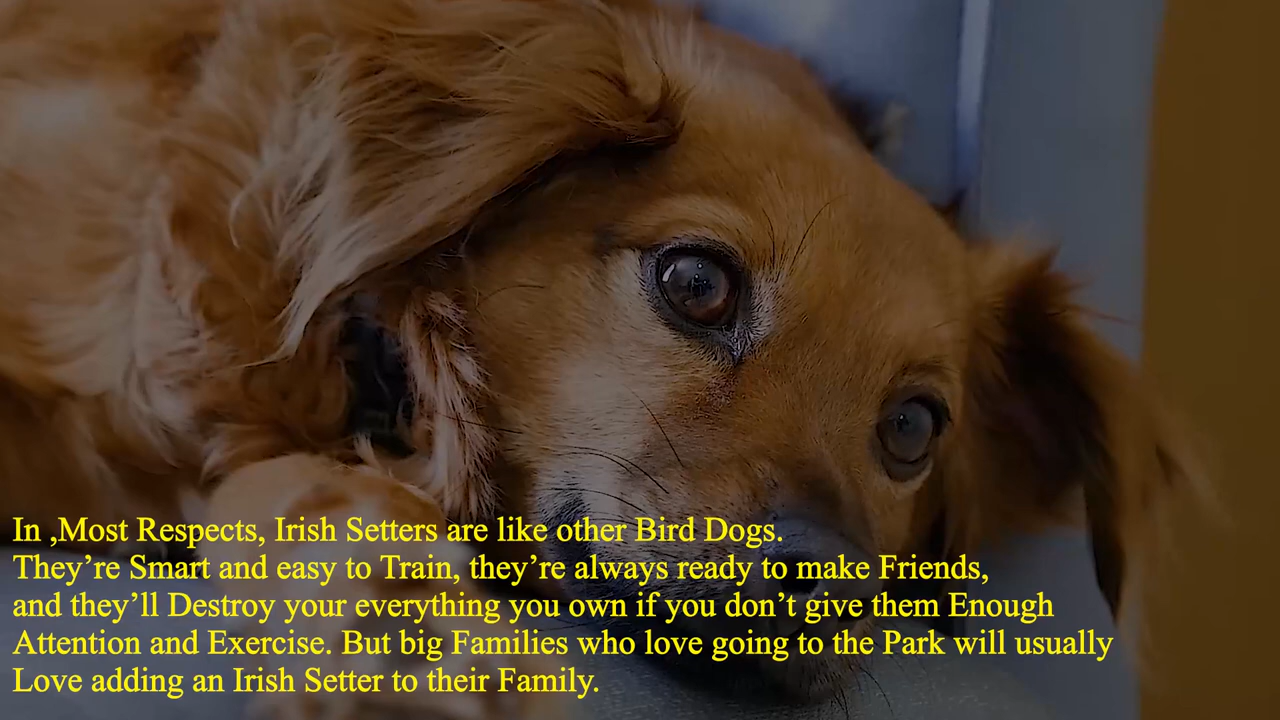 In ,Most Respects, Irish Setters are like other Bird Dogs.
They’re Smart and easy to Train, they’re always ready to make Friends,
and they’ll Destroy your everything you own if you don’t give them Enough
Attention and Exercise. But big Families who love going to the Park will usually
Love adding an Irish Setter to their Family.